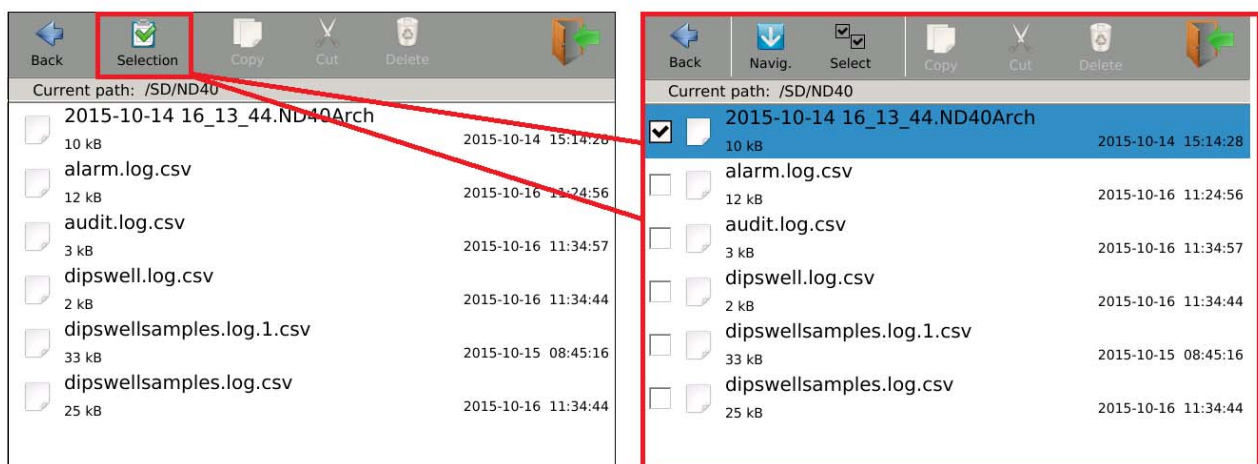 Back Selection Copy Cut Delete
Current path: /SD/ND40
2015-10-14 16_13_44.ND40Arch
10 kB 2015-10-14 15:14:28
alarm.log.csv
12 kB 2015-10-16 11:24:56
audit.log.csv
3 kB 2015-10-16 11:34:57
dipswell.log.csv
2 kB 2015-10-16 11:34:44
dipswellsamples.log.1.csv
33 kB 2015-10-15 08:45:16
dipswellsamples.log.csv
25 kB 2015-10-16 11:34:44
Back Navig. Select Copy Cut Delete
Current path: /SD/ND40
2015-10-14 16_13_44.ND40Arch
10 kB 2015-10-14 15:14:28
alarm.log.csv
12 kB 2015-10-16 11:24:56
audit.log.csv
3 kB 2015-10-16 11:34:57
dipswell.log.csv
2 kB 2015-10-16 11:34:44
dipswellsamples.log.1.csv
33 kB 2015-10-15 08:45:16
dipswellsamples.log.csv
25 kB 2015-10-16 11:34:44